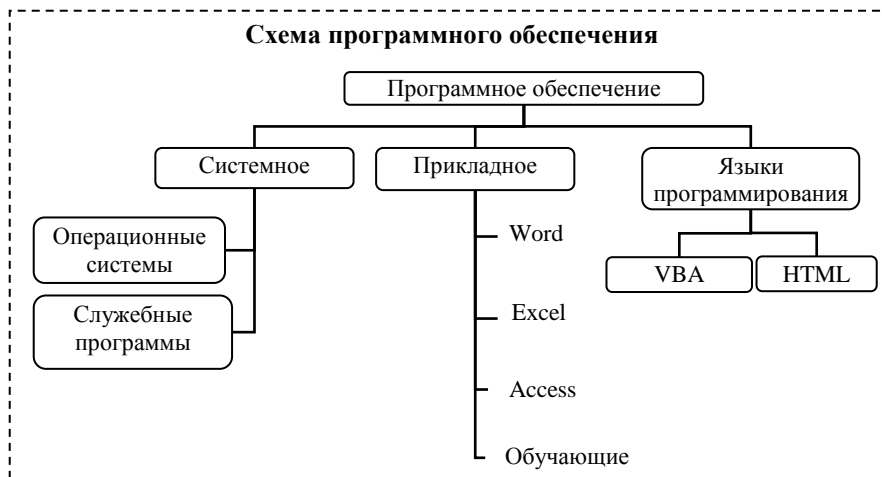 Схема программного обеспечения
Программное обеспечение
Системное
Прикладное
Языки
программирования
Операционные
системы
Служебные
программы
Word
Excel
Access
Обучающие
VBA
HTML